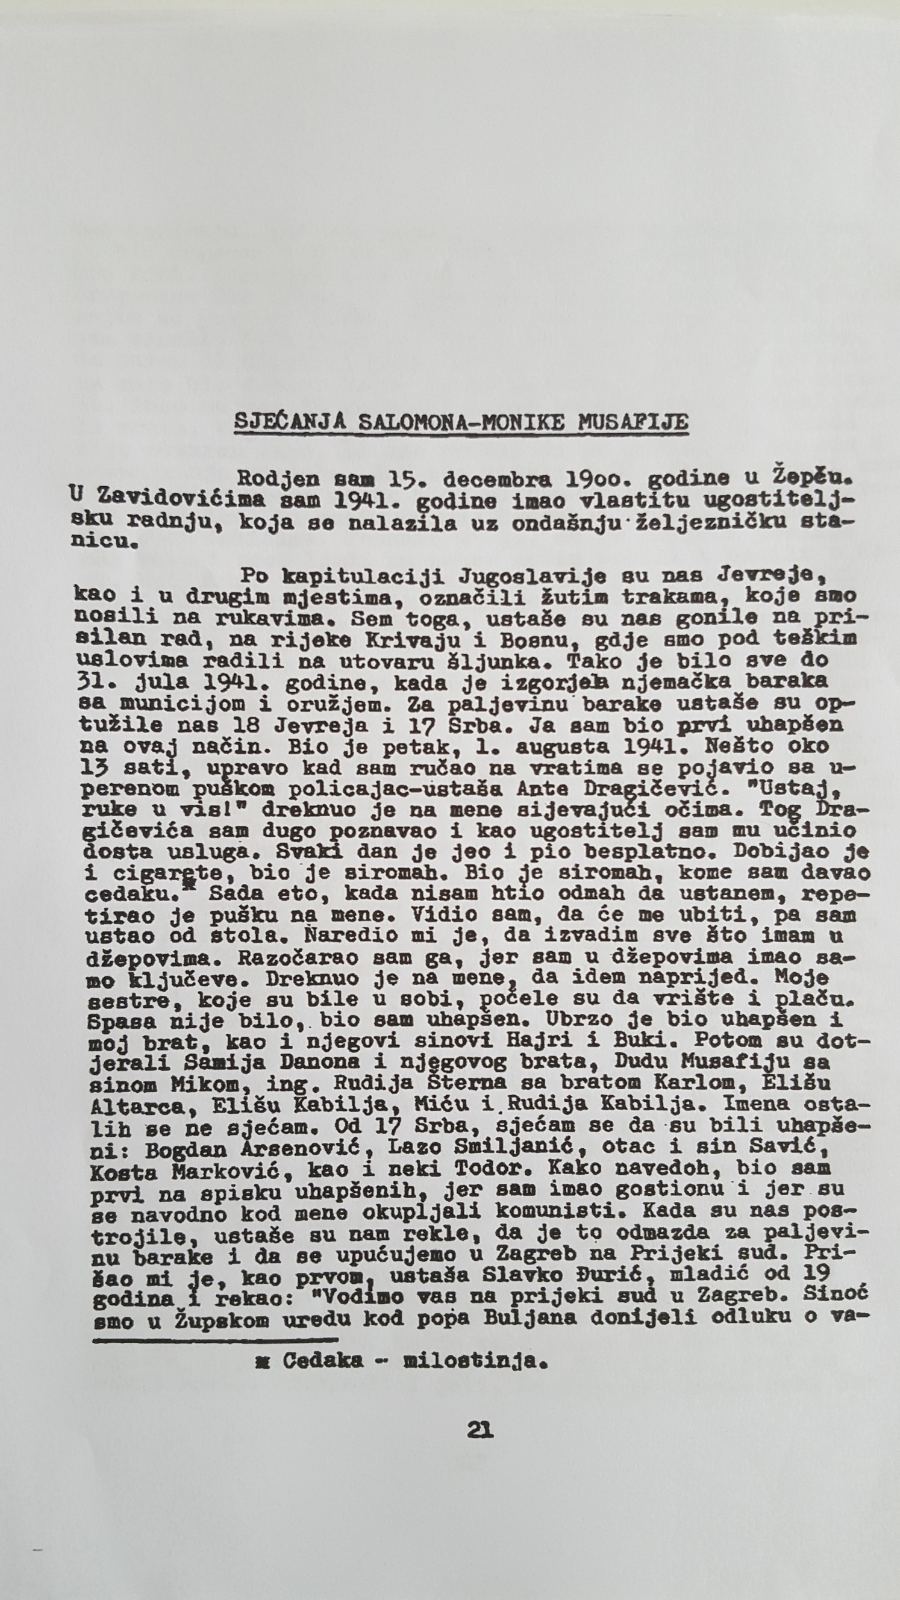 SJEĆANJA SALOMONA-MONIKE MUSAFIJE
Rodjen sam 15. decembra 19oo. godine u Žepču.
U Zavidovićima sam 1941. godine imao vlastitu ugostitelj-
sku radnju, koja se nalazila uz ondašnju željezničku sta-
nicu.
Po kapitulaciji Jugoslavije su nas Jevreje,
kao i u drugim mjestima, označili žutim trakama, koje smo
nosili na rukavima. Sem toga, ustaše su nas gonile na pri-
silan rad, na rijeke Krivaju i Bosnu, gdje smo pod teškim
uslovima radili na utovaru šljunka. Tako je bilo sve do
31. jula 1941. godine, kada je izgorjela njemačka baraka
sa municijom i oružjem. Za paljevinu barake ustaše su op-
tužile nas 18 Jevreja i 17 Srba. Ja sam bio prvi uhapšen
na ovaj način. Bio je petak, 1. augusta 1941. Nešto oko
13 sati, upravo kad sam ručao na vratima se pojavio sa u-
perenom puškom policajac-ustaša Ante Dragičević. "Ustaj,
ruke u vis!" dreknuo je na mene sijevajući očima. Tog Dra-
gičevića sam dugo poznavao i kao ugostitelj sam mu učinio
dosta usluga. Svaki dan je jeo i pio besplatno. Dobijao je
i cigarete, bio je siromah. Bio je siromah, kome sam davao
cedaku.* Sada eto, kada nisam htio odmah da ustanem, repe-
tirao je pušku na mene. Vidio sam, da će me ubiti, pa sam
ustao od stola. Naredio mi je, da izvadim sve što imam u
džepovima. Razočarao sam ga, jer sam u džepovima imao sa-
mo ključeve. Dreknuo je na mene, da idem naprijed. Moje
sestre, koje su bile u sobi, počele su da vrište i plaču.
Spasa nije bilo, bio sam uhapšen. Ubrzo je bio uhapšen i
moj brat, kao i njegovi sinovi Hajri i Buki. Potom su dot-
jerali Samija Danona i njegovog brata, Dudu Musafiju sa
sinom Mikom, ing. Rudija Šterna sa bratom Karlom, Elišu
Altarca, Elišu Kabilja, Miću i Rudija Kabilja. Imena osta-
lih se ne sjećam. Od 17 Srba, sjećam se da su bili uhapše-
ni: Bogdan Arsenović, Lazo Smiljanić, otac i sin Savić,
Kosta Marković, kao i neki Todor. Kako navedoh, bio sam
prvi na spisku uhapšenih, jer sam imao gostionu i jer su
se navodno kod mene okupljali komunisti. Kada su nas pos-
trojile, ustaše su nam rekle, da je to odmazda za paljevi-
nu barake i da se upućujemo u Zagreb na Prijeki sud. Pri-
šao mi je, kao prvom, ustaša Slavko Đurić, mladić od 19
godina i rekao: "Vodimo vas na prijeki sud u Zagreb. Sinoć
smo u Župskom uredu kod popa Buljana donijeli odluku o va-
* Cedaka - milostinja.
21